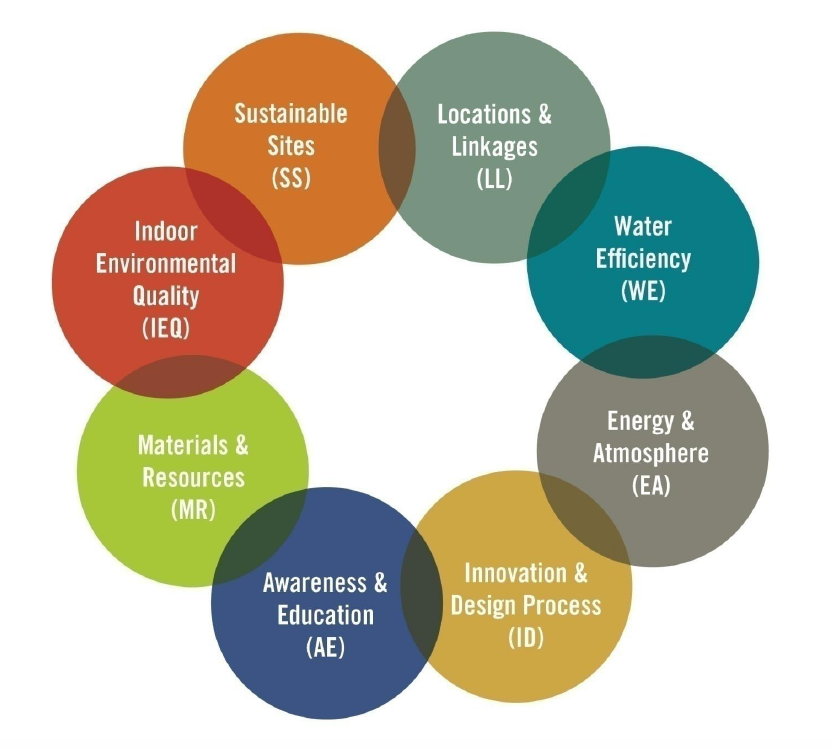 Sustainable
Sites
(SS)
Locations &
Linkages
(LL)
Water
Efficiency
(WE)
Energy &
Atmosphere
(EA)
Innovation &
Design Process
(ID)
Awareness &
Education
(AE)
Materials &
Resources
(MR)
Indoor
Environmental
Quality
(IEQ)